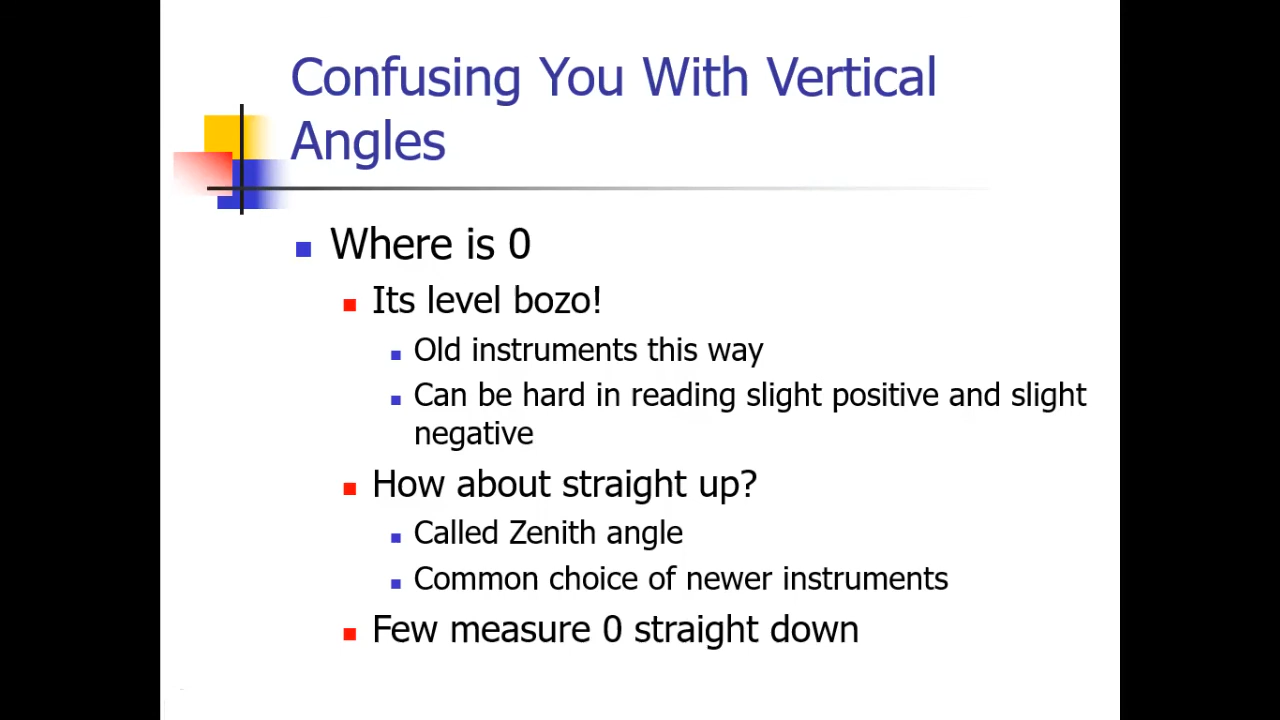 Confusing You With Vertical
Angles
Where is 0
Its level bozo!
Old instruments this way
Can be hard in reading slight positive and slight
negative
How about straight up?
Called Zenith angle
Common choice of newer instruments
Few measure 0 straight down